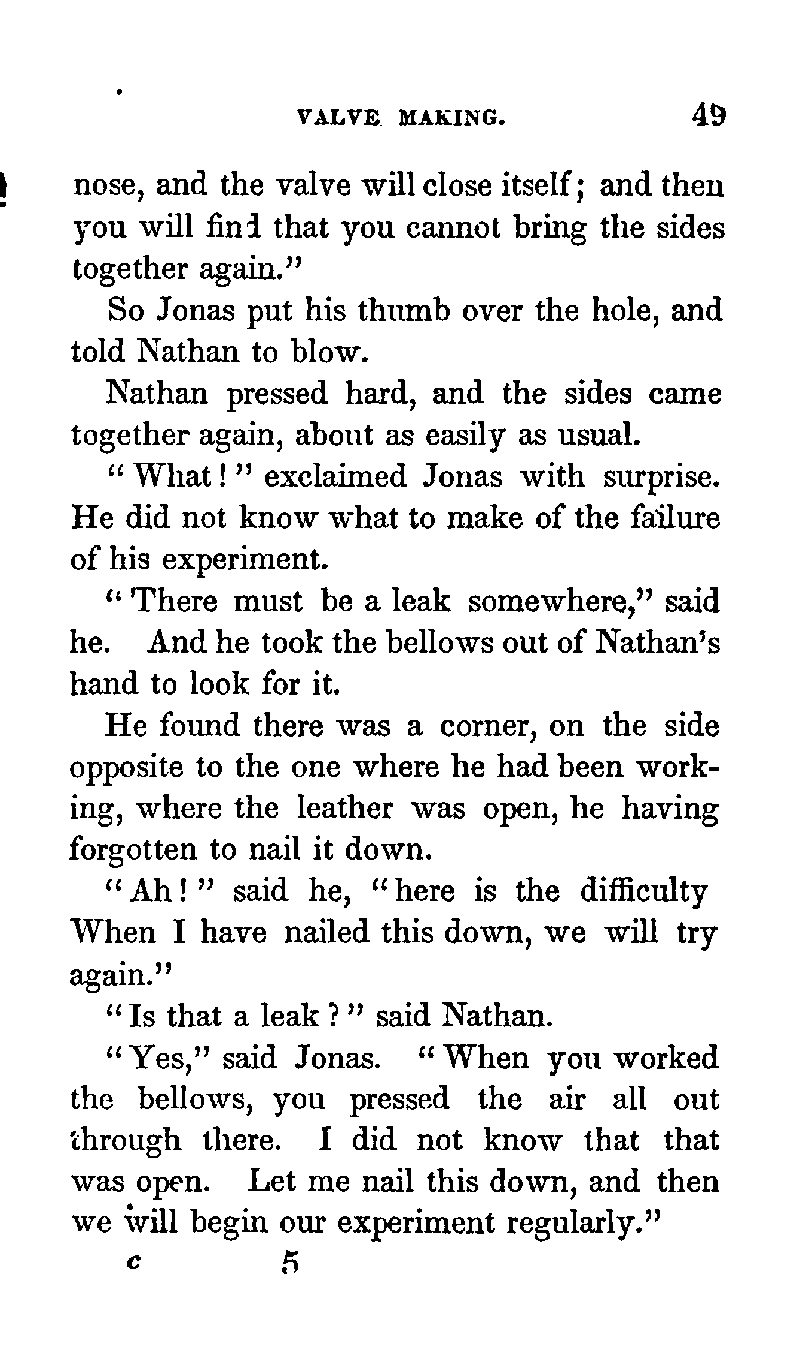 VALVE MAKING. 49
nose, and the valve will close itself; and then
you will find that you cannot bring the sides
together again."
So Jonas put his thumb over the hole, and
told Nathan to blow.
Nathan pressed hard, and the sides came
together again, about as easily as usual.
"What!" exclaimed Jonas with surprise.
He did not know what to make of the failure
of his experiment.
"There must be a leak somewhere," said
he. And he took the bellows out of Nathan's
hand to look for it.
He found there was a corner, on the side
opposite to the one where he had been work-
ing, where the leather was open, he having
forgotten to nail it down.
"Ah!" said he, "here is the difficulty
When I have nailed this down, we will try
again."
"Is that a leak?" said Nathan.
"Yes," said Jonas. "When you worked
the bellows, you pressed the air all out
through there. I did not know that that
was open. Let me nail this down, and then
we will begin our experiment regularly."
c 5